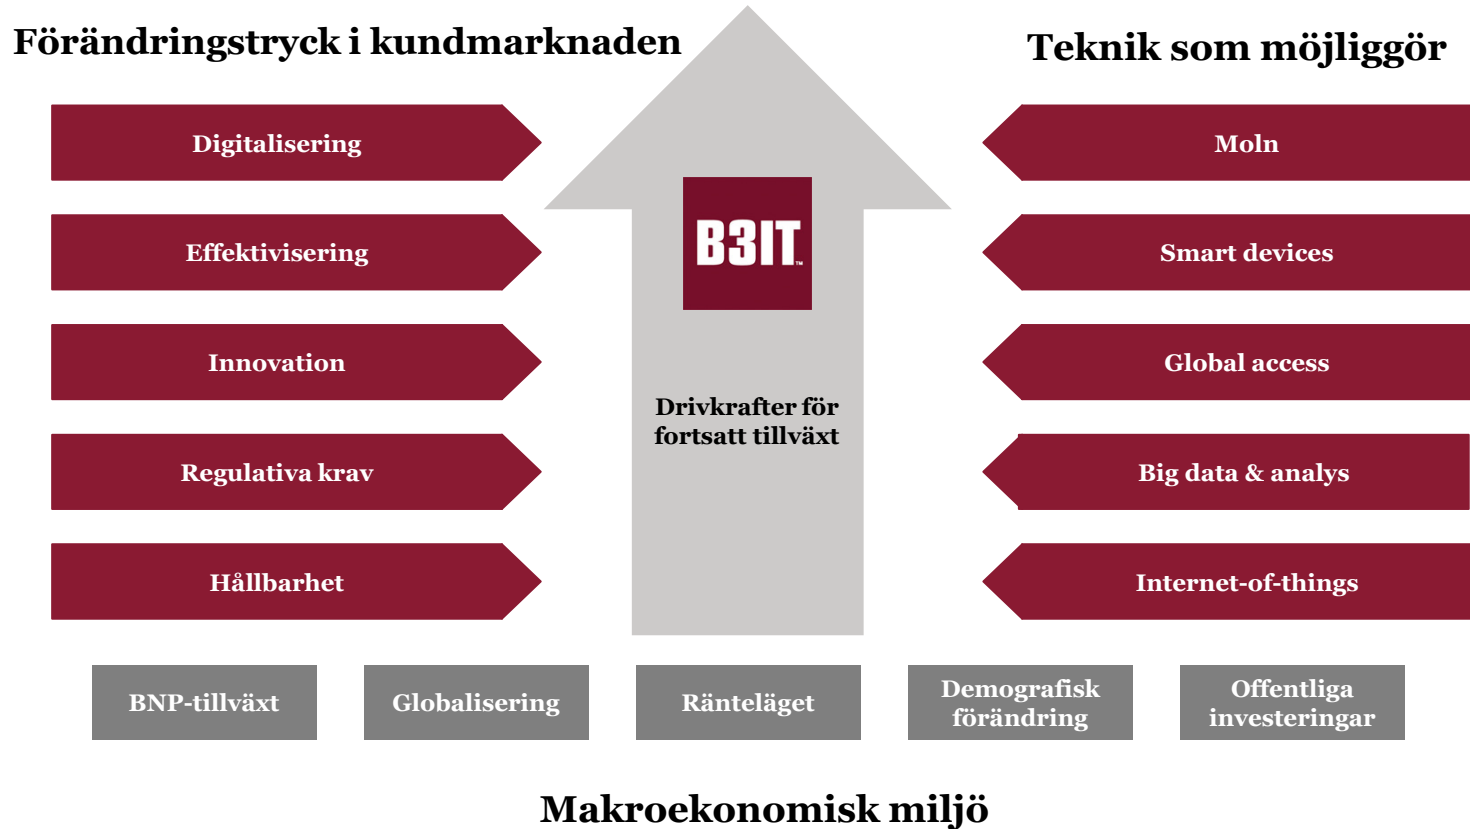 Förändringstryck i kundmarknaden
Digitalisering
Effektivisering
Innovation
Regulativa krav
Hållbarhet
B3IT™
Drivkrafter för
fortsatt tillväxt
Teknik som möjliggör
Moln
Smart devices
Global access
Big data & analys
Internet-of-things
BNP-tillväxt
Globalisering
Ränteläget
Demografisk
förändring
Offentliga
investeringar
Makroekonomisk miljö